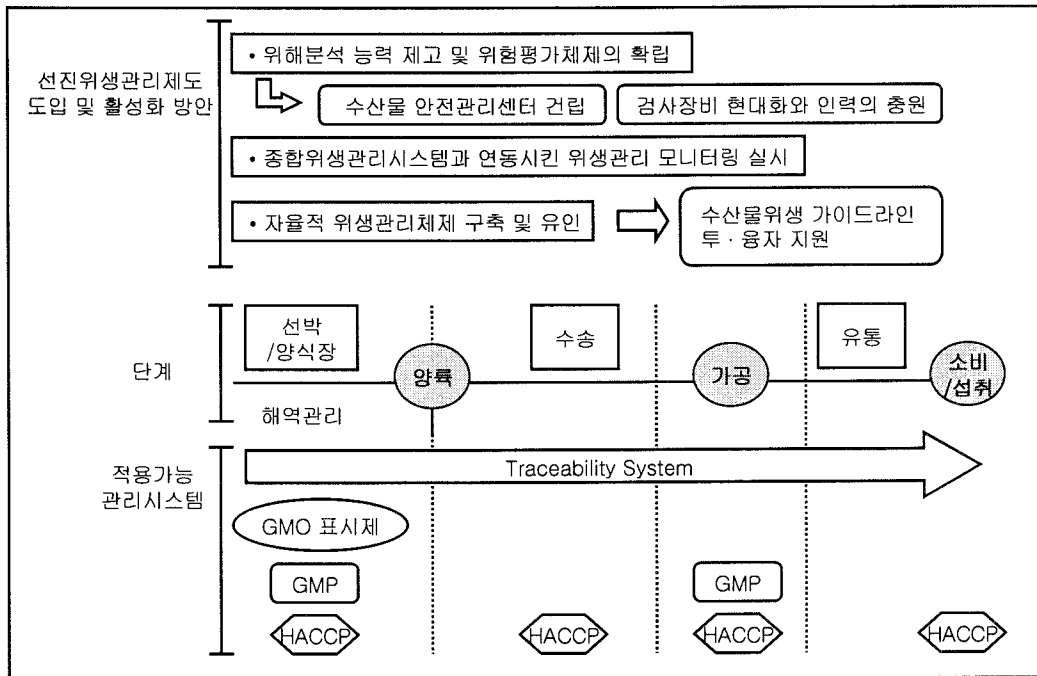 • 위해분석 능력 제고 및 위험평가체제의 확립
선진위생관리제도
도입 및 활성화 방안
수산물 안전관리센터 건립
검사장비 현대화와 인력의 충원
• 종합위생관리시스템과 연동시킨 위생관리 모니터링 실시
• 자율적 위생관리체제 구축 및 유인
수산물위생 가이드라인
투 · 융자 지원
단계
선박
/양식장
양륙
수송
가공
유통
소비
/섭취
해역관리
적용가능
관리시스템
Traceability System
GMO 표시제
GMP
GMP
HACCP
HACCP
HACCP
HACCP